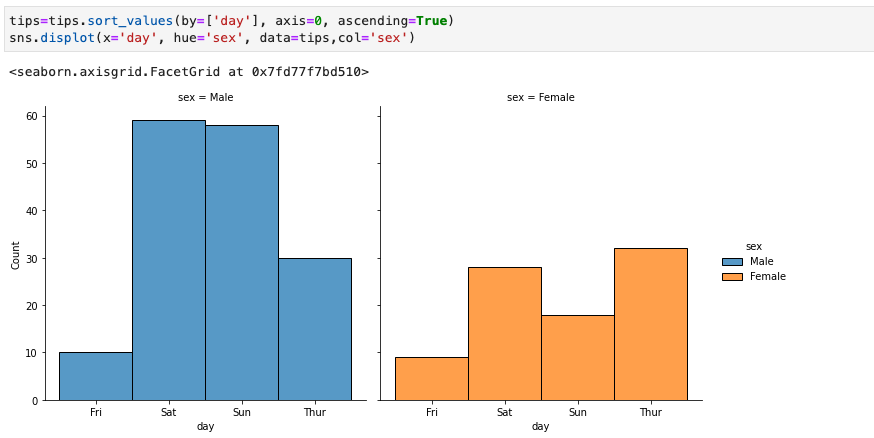 tips=tips.sort_values(by=['day'], axis=0, ascending=True)
sns.displot(x='day', hue='sex', data=tips,col='sex')
<seaborn.axisgrid.FacetGrid at 0x7fd77f7bd510>
sex = Male
sex = Female
60
50
40
30
20
10
0
Count
Fri Sat Sun Thur
day
Fri Sat Sun Thur
day
sex
Male
Female